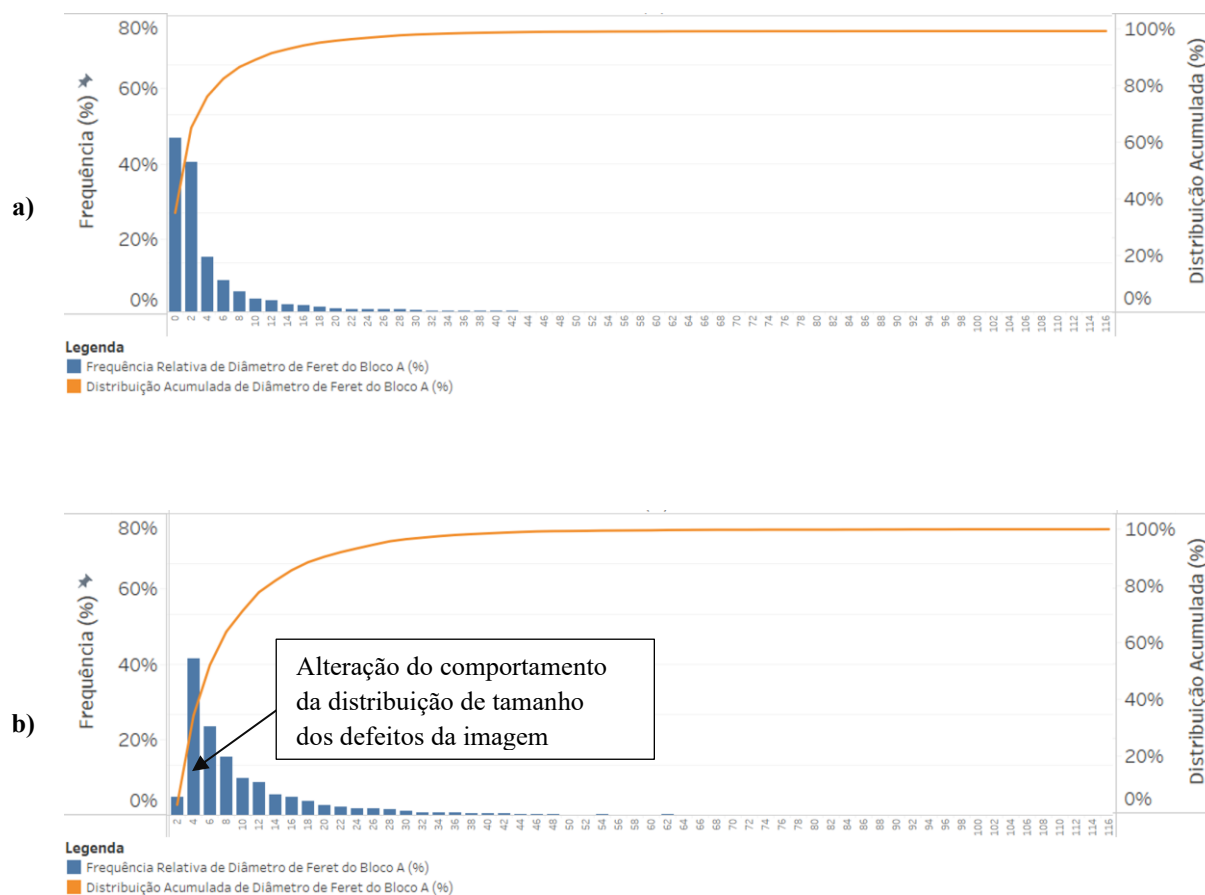 a)
Frequência (%)
80%
60%
40%
20%
0%
100%
80%
60%
40%
20%
0%
Distribuição Acumulada (%)
0 2 4 6 8 10 12 14 16 18 20 22 24 26 28 30 32 34 36 38 40 42 44 46 48 50 52 54 56 58 60 62 64 66 68 70 72 74 76 78 80 82 84 86 88 90 92 94 96 98 100 102 104 106 108 110 112 114 116
Legenda
Frequência Relativa de Diâmetro de Feret do Bloco A (%)
Distribuição Acumulada de Diâmetro de Feret do Bloco A (%)
b)
Frequência (%)
80%
60%
40%
20%
0%
Alteração do comportamento
da distribuição de tamanho
dos defeitos da imagem
100%
80%
60%
40%
20%
0%
Distribuição Acumulada (%)
2 4 6 8 10 12 14 16 18 20 22 24 26 28 30 32 34 36 38 40 42 44 46 48 50 52 54 56 58 60 62 64 66 68 70 72 74 76 78 80 82 84 86 88 90 92 94 96 98 100 102 104 106 108 110 112 114 116
Legenda
Frequência Relativa de Diâmetro de Feret do Bloco A (%)
Distribuição Acumulada de Diâmetro de Feret do Bloco A (%)